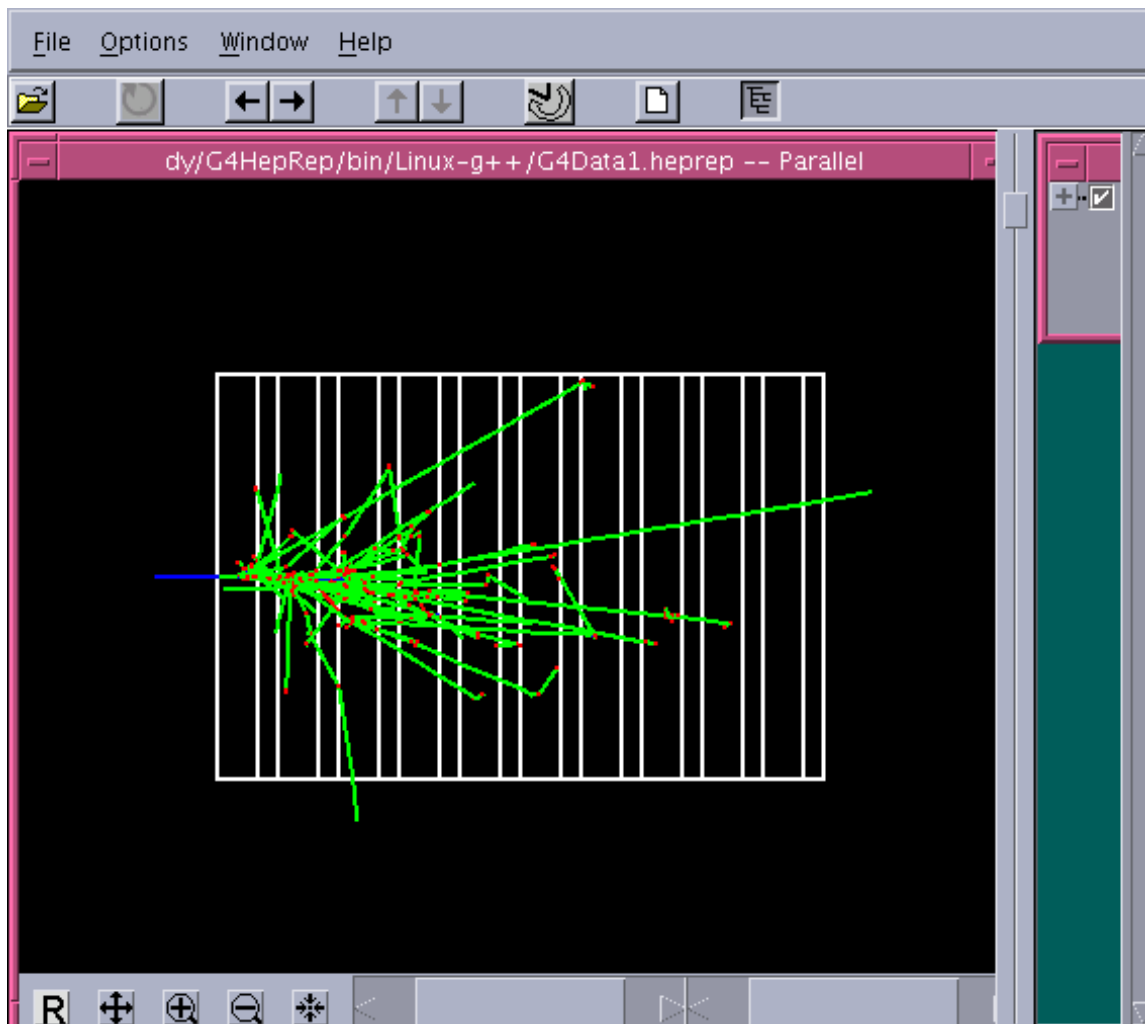 File Options Window Help
dy/G4HepRep/bin/Linux-g++/G4Data1.heprep -- Parallel
R